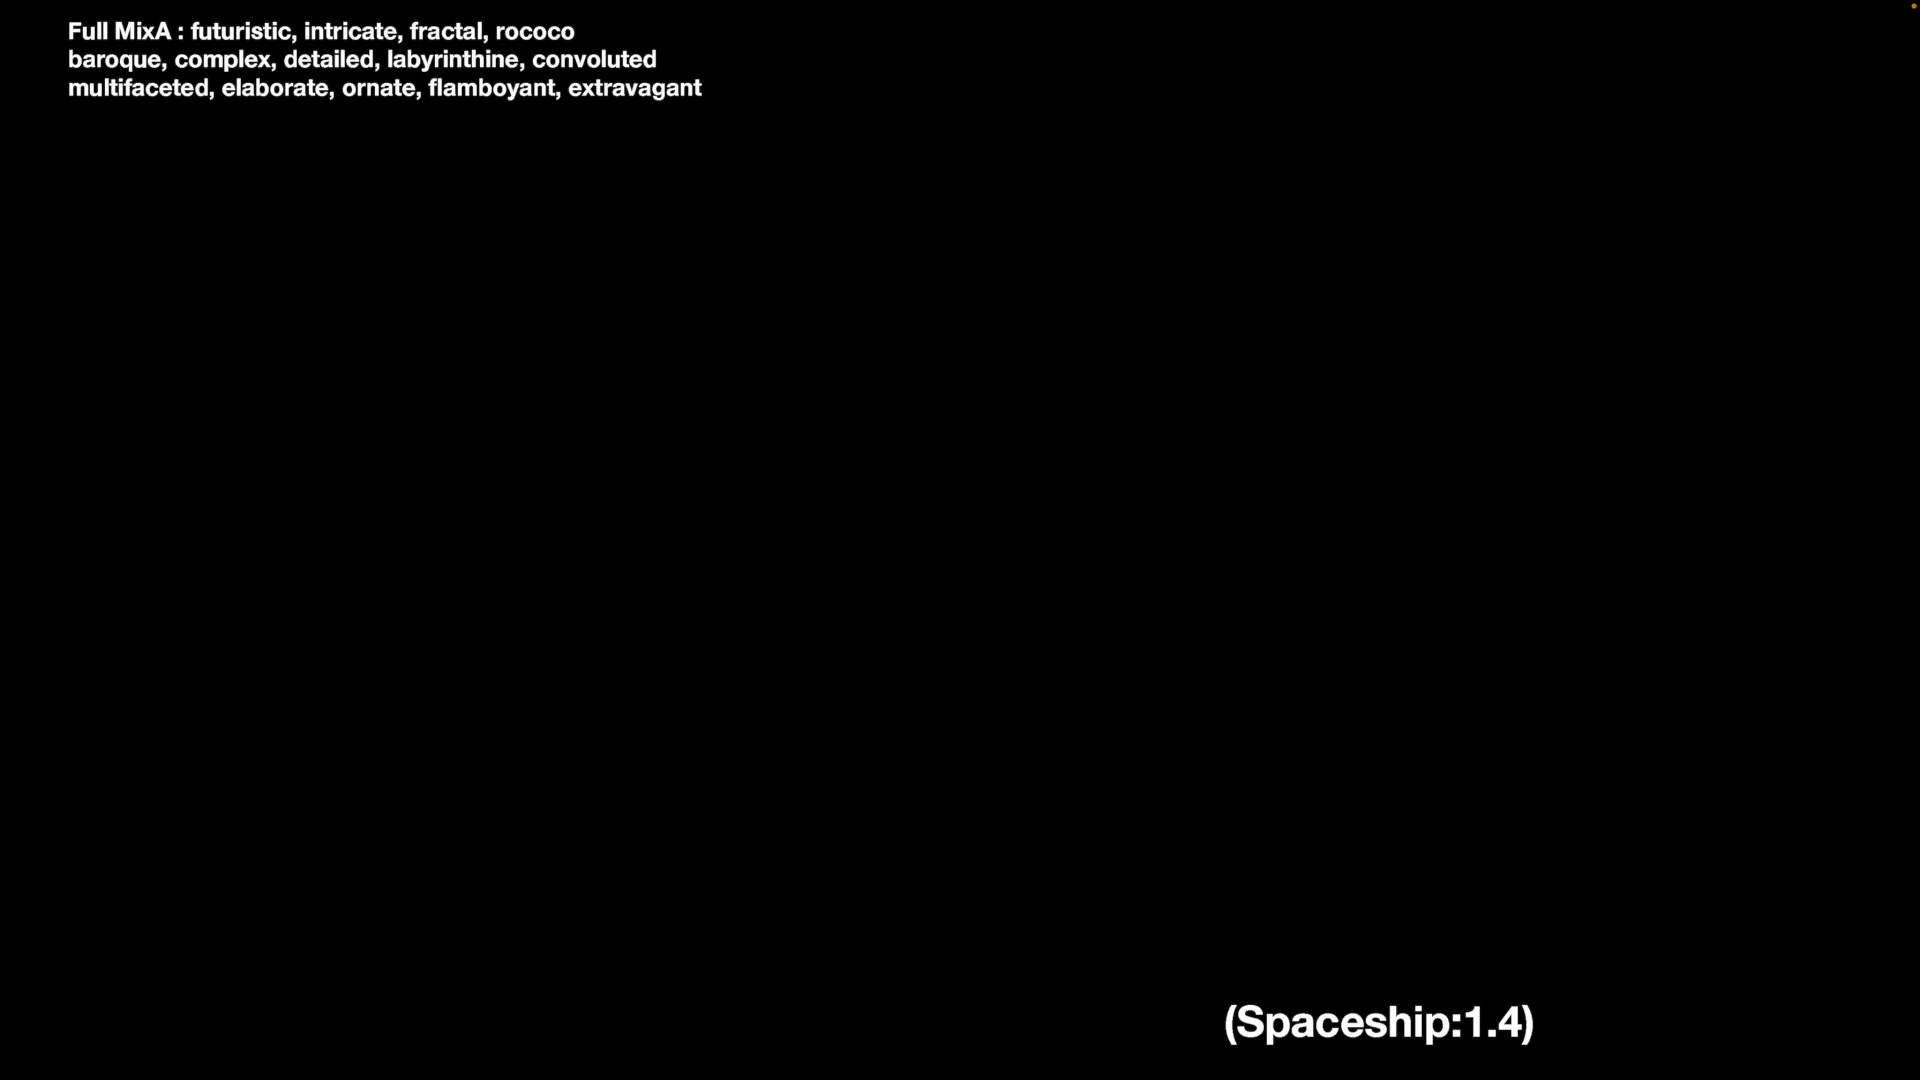 Full MixA : futuristic, intricate, fractal, rococo
baroque, complex, detailed, labyrinthine, convoluted
multifaceted, elaborate, ornate, flamboyant, extravagant
(Spaceship:1.4)